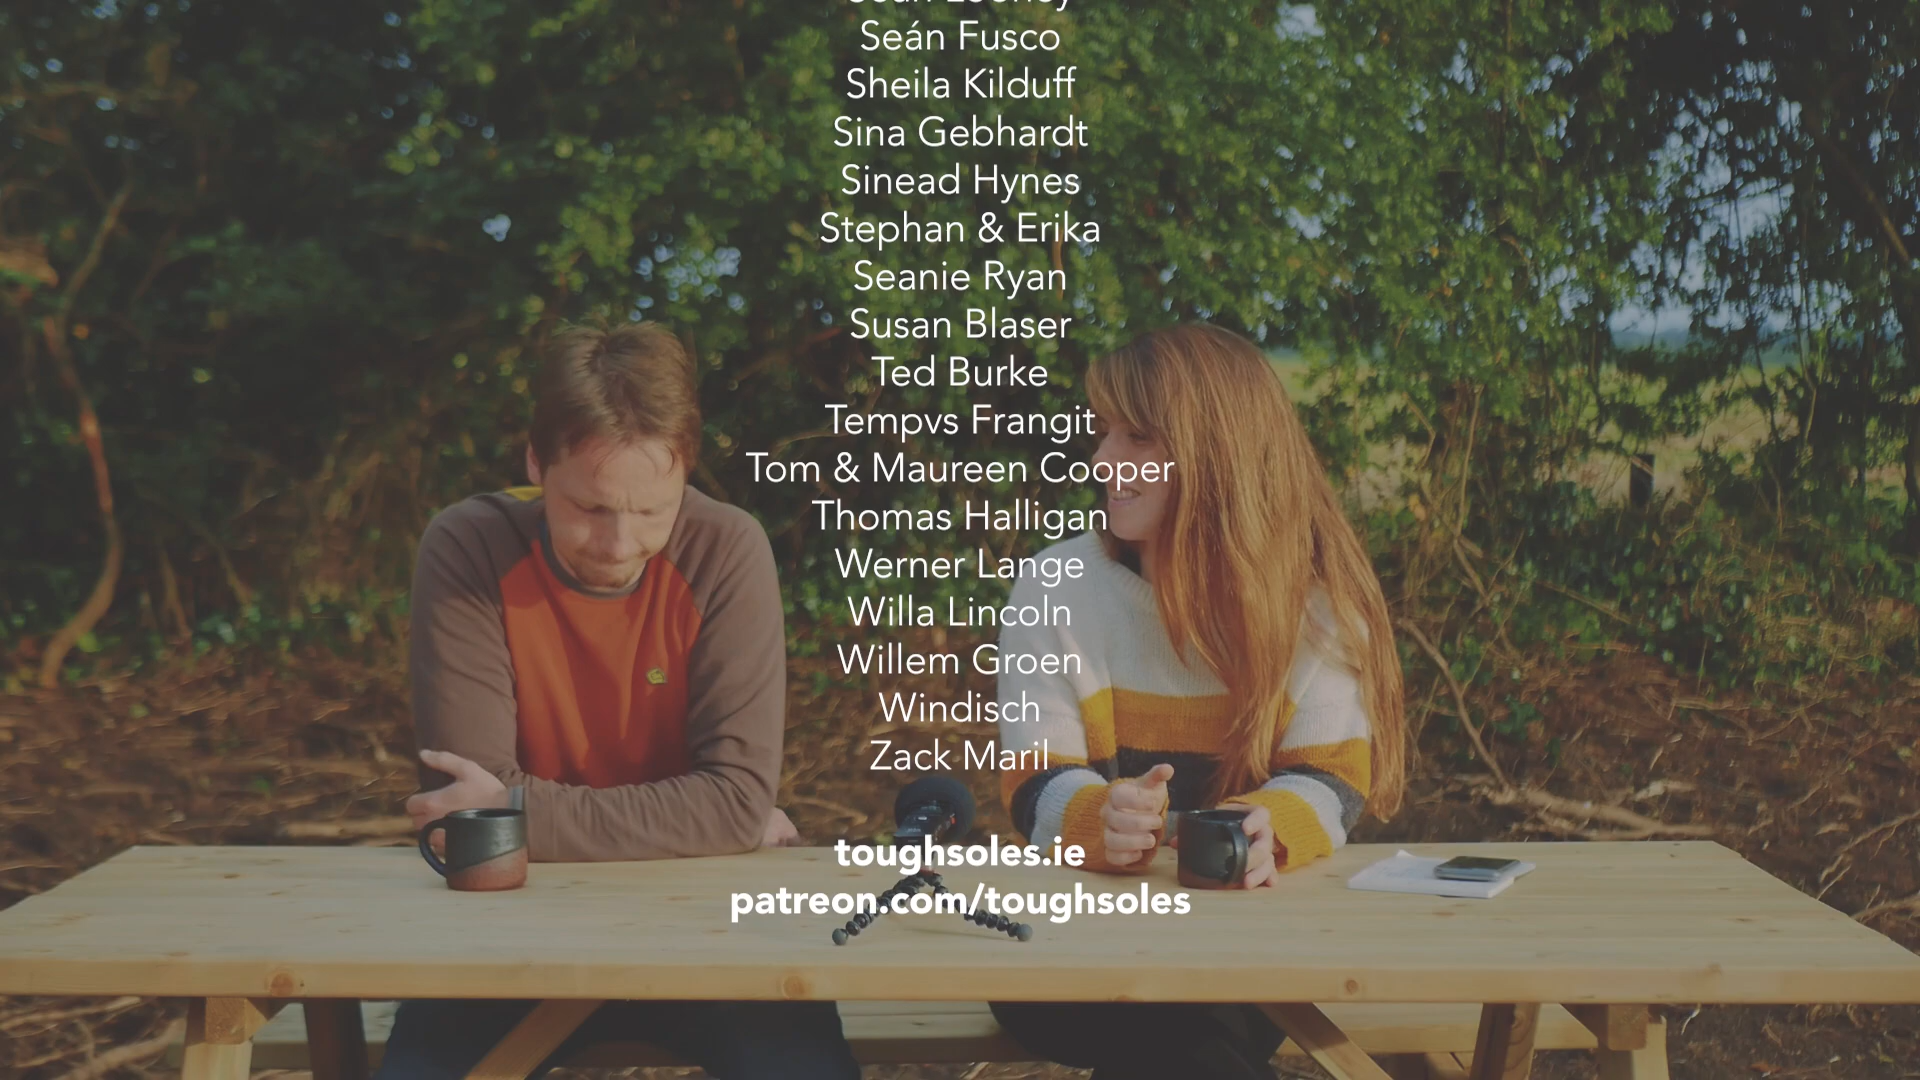 Seán Fusco
Sheila Kilduff
Sina Gebhardt
Sinead Hynes
Stephan & Erika
Seanie Ryan
Susan Blaser
Ted Burke
Tempvs Frangit
Tom & Maureen Cooper
Thomas Halligan
Werner Lange
Willa Lincoln
Willem Groen
Windisch
Zack Maril
toughsoles.ie
patreon.com/toughsoles